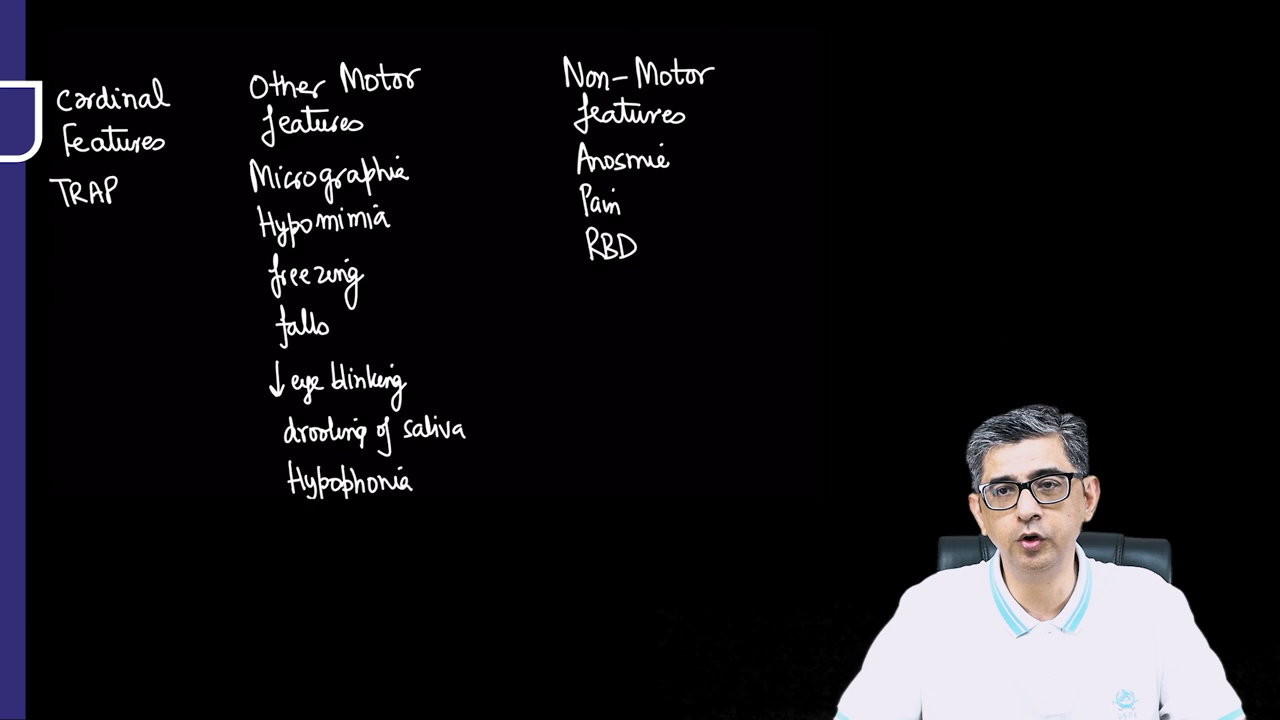 Cardinal
Features
TRAP
Other Motor
features
Micrographia
Hypomimia
freezing
falls
↓ eye blinking
drooling of saliva
Hypophonia
Non-Motor
features
Anosmia
Pain
RBD